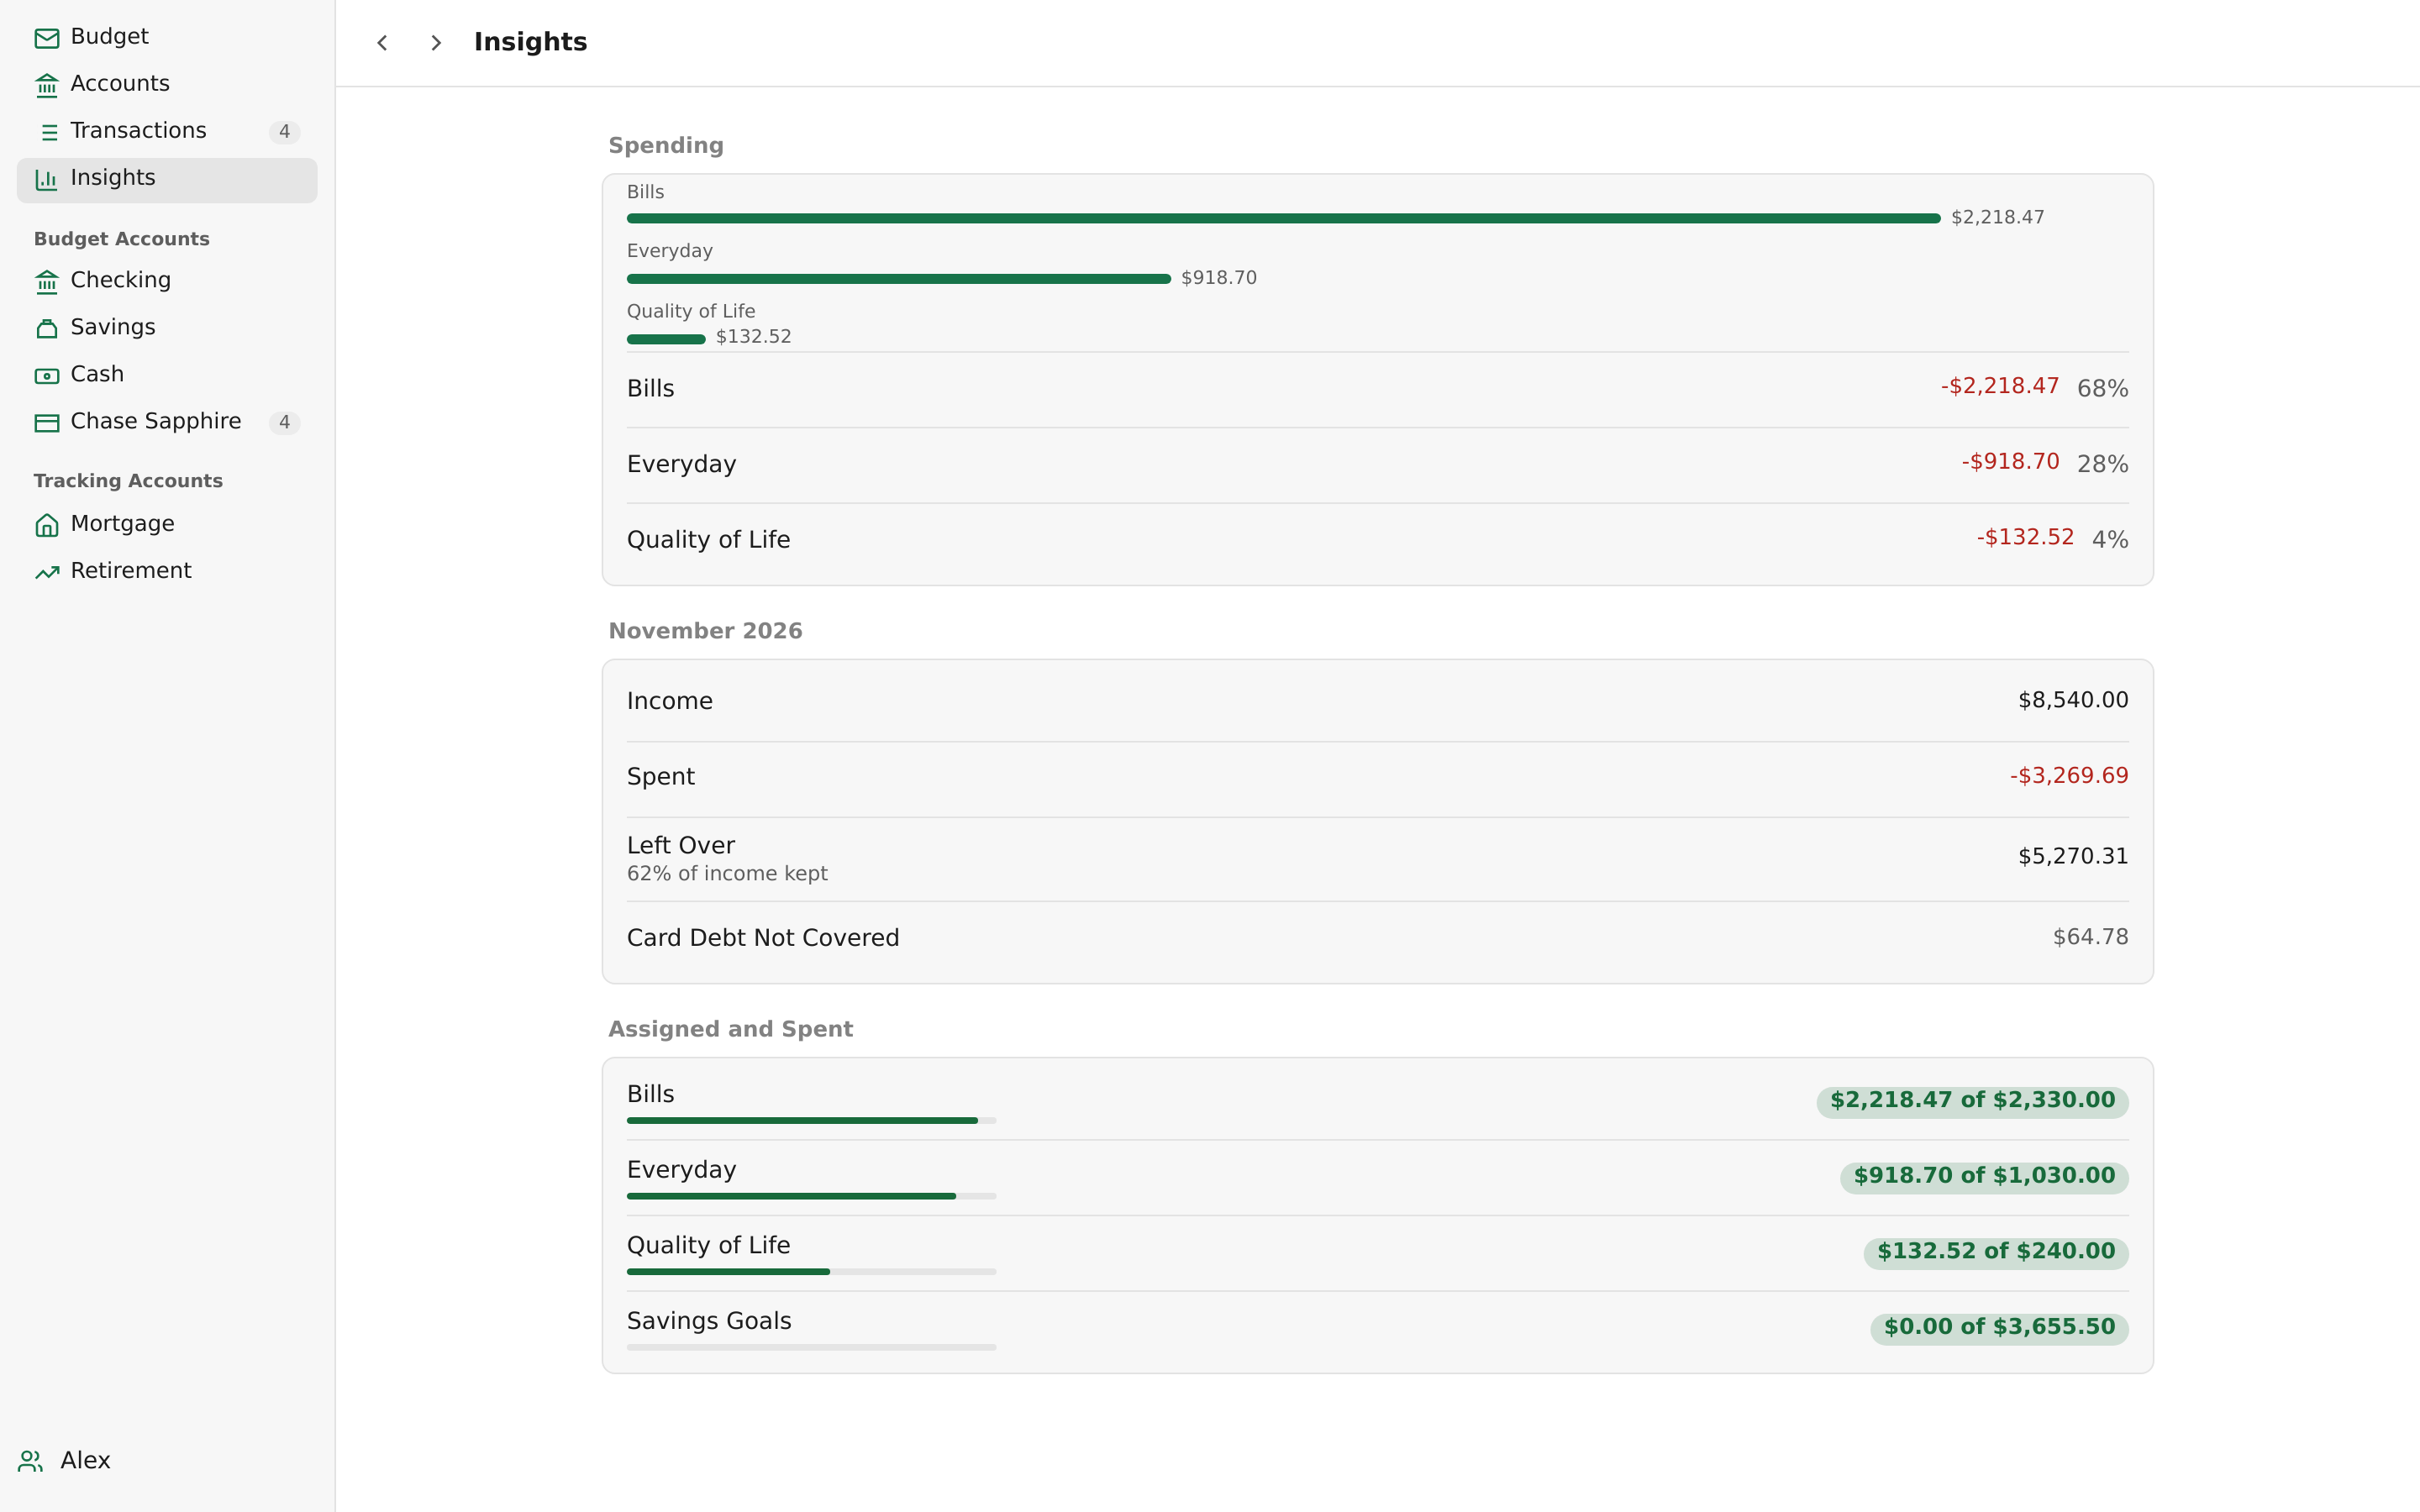 Budget
Accounts
Transactions 4
Insights
Budget Accounts
Checking
Savings
Cash
Chase Sapphire 4
Tracking Accounts
Mortgage
Retirement
Alex
Insights
Spending
Bills
$2,218.47
Everyday
$918.70
Quality of Life
$132.52
Bills -$2,218.47 68%
Everyday -$918.70 28%
Quality of Life -$132.52 4%
November 2026
Income $8,540.00
Spent -$3,269.69
Left Over $5,270.31
62% of income kept
Card Debt Not Covered $64.78
Assigned and Spent
Bills $2,218.47 of $2,330.00
Everyday $918.70 of $1,030.00
Quality of Life $132.52 of $240.00
Savings Goals $0.00 of $3,655.50